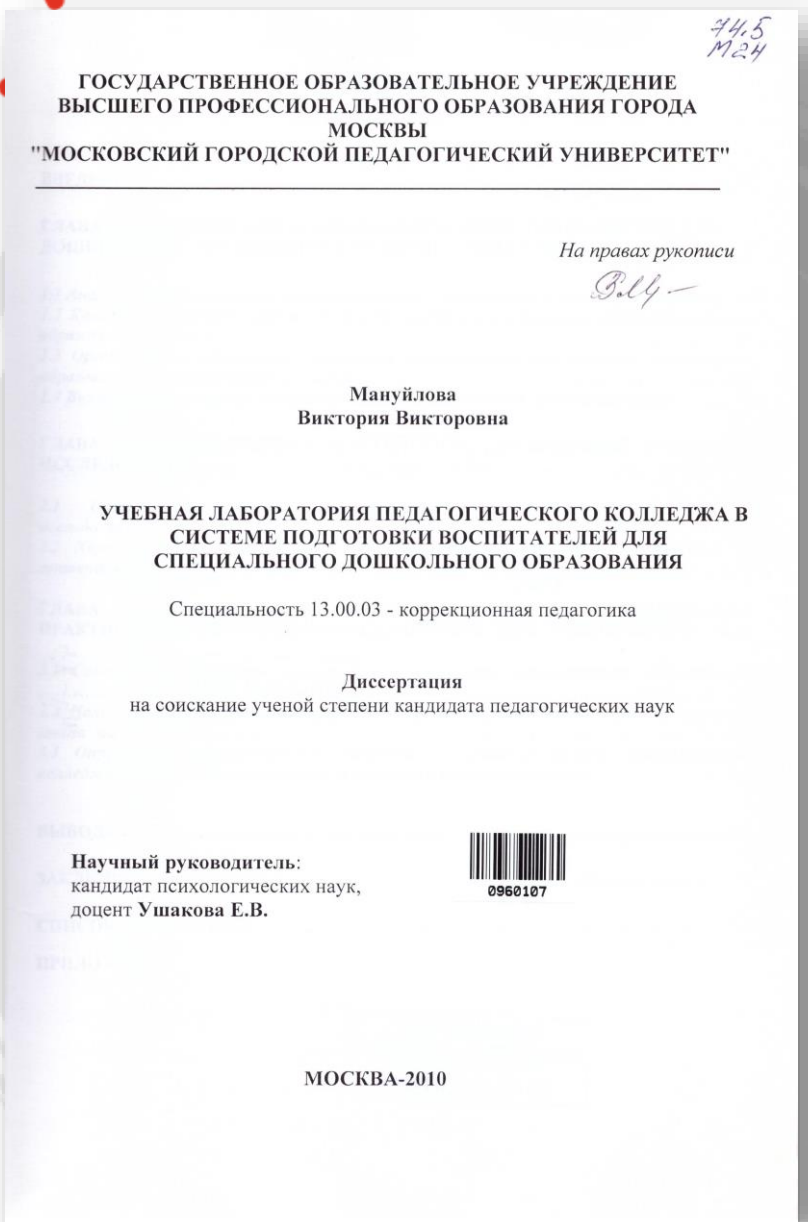 74.5
М24
ГОСУДАРСТВЕННОЕ ОБРАЗОВАТЕЛЬНОЕ УЧРЕЖДЕНИЕ
ВЫСШЕГО ПРОФЕССИОНАЛЬНОГО ОБРАЗОВАНИЯ ГОРОДА
МОСКВЫ
"МОСКОВСКИЙ ГОРОДСКОЙ ПЕДАГОГИЧЕСКИЙ УНИВЕРСИТЕТ"
На правах рукописи
Мануйлова
Виктория Викторовна
УЧЕБНАЯ ЛАБОРАТОРИЯ ПЕДАГОГИЧЕСКОГО КОЛЛЕДЖА В
СИСТЕМЕ ПОДГОТОВКИ ВОСПИТАТЕЛЕЙ ДЛЯ
СПЕЦИАЛЬНОГО ДОШКОЛЬНОГО ОБРАЗОВАНИЯ
Специальность 13.00.03 - коррекционная педагогика
Диссертация
на соискание ученой степени кандидата педагогических наук
Научный руководитель:
кандидат психологических наук,
доцент Ушакова Е.В.
0960107
МОСКВА-2010